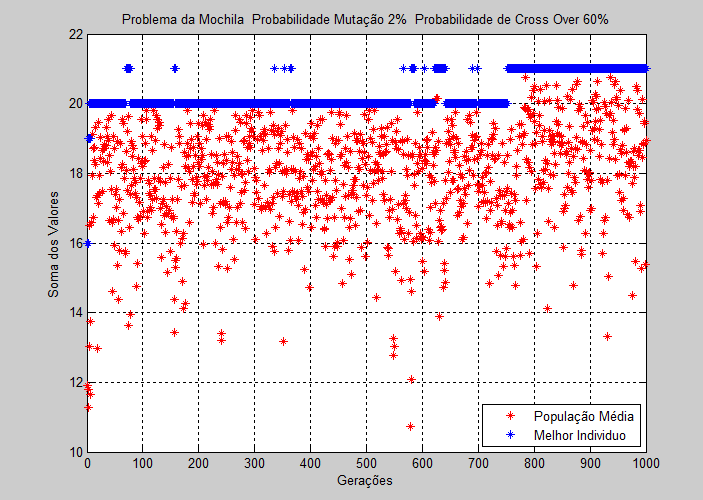 Problema da Mochila  Probabilidade Mutação 2%  Probabilidade de Cross Over 60%
22
20
18
16
14
12
10
Soma dos Valores
0 100 200 300 400 500 600 700 800 900 1000
Gerações
População Média
Melhor Individuo